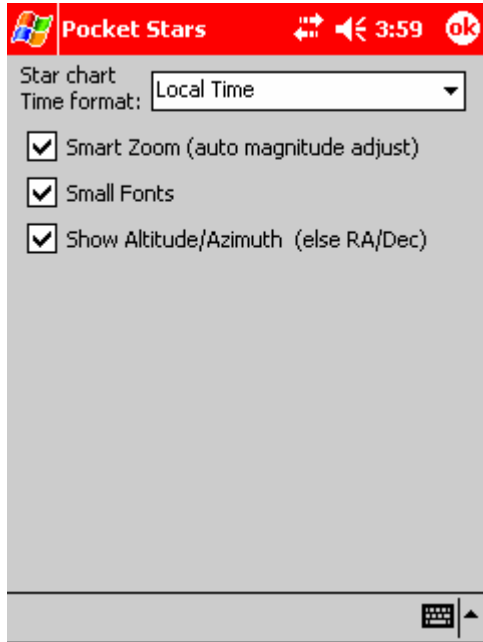 Pocket Stars 3:59 ok
Star chart
Time format: Local Time
Smart Zoom (auto magnitude adjust)
Small Fonts
Show Altitude/Azimuth (else RA/Dec)